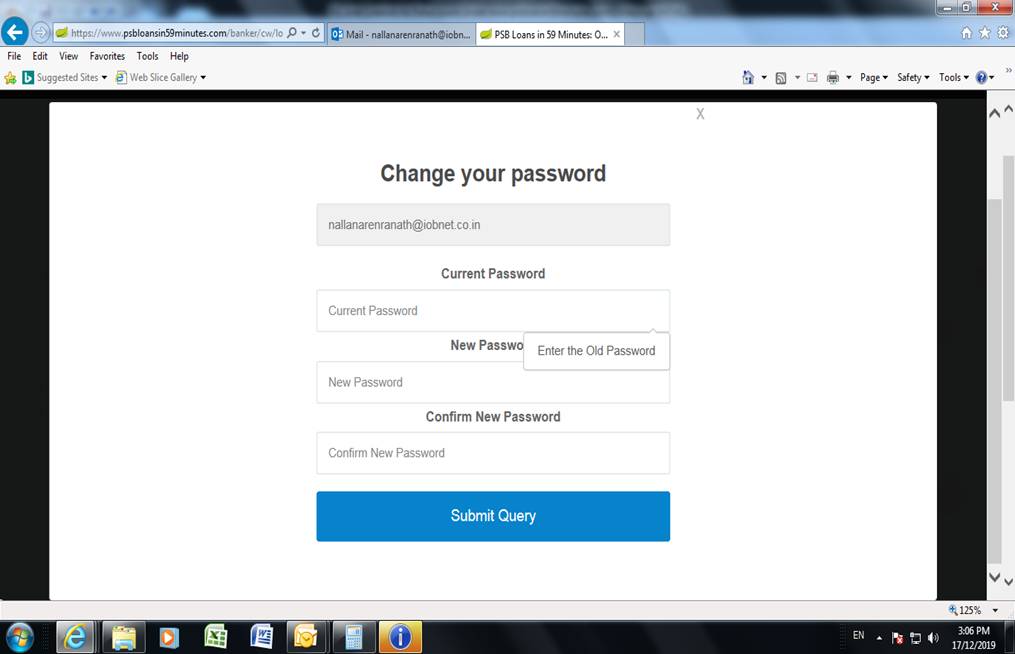 https://www.psbloansin59minutes.com/banker/cw/lo
Mail - nallanarenranath@iobn...
PSB Loans in 59 Minutes: O...
File Edit View Favorites Tools Help
Suggested Sites Web Slice Gallery Page Safety Tools
X
Change your password
nallanarenranath@iobnet.co.in
Current Password
Current Password
Enter the Old Password
New Passwo
New Password
Confirm New Password
Confirm New Password
Submit Query
125%
EN
3:06 PM
17/12/2019